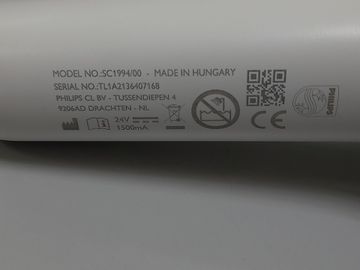 MODEL NO.:SC1994/00 - MADE IN HUNGARY
SERIAL NO.:TL1A2136407168
PHILIPS CL BV - TUSSENDIEPEN 4
9206AD DRACHTEN - NL
24V
1500mA
CE
PHILIPS